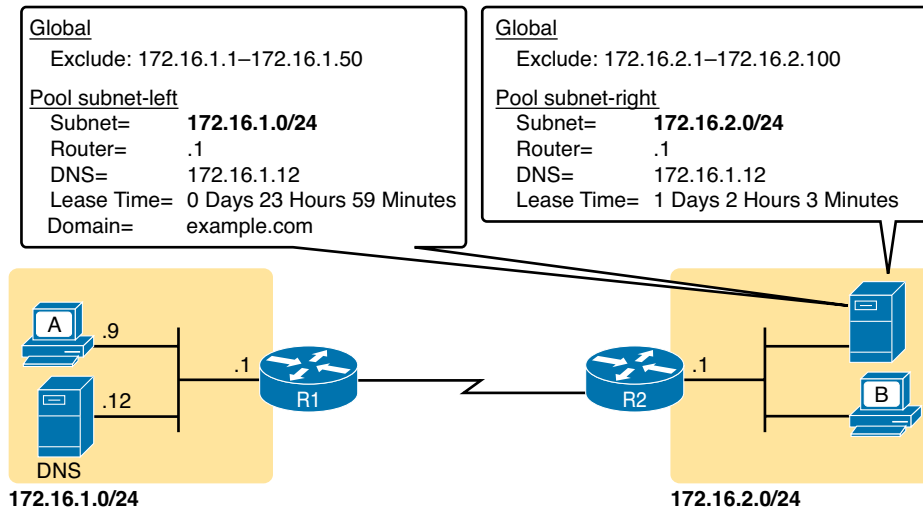 Global
Exclude: 172.16.1.1–172.16.1.50
Pool subnet-left
Subnet= 172.16.1.0/24
Router= .1
DNS= 172.16.1.12
Lease Time= 0 Days 23 Hours 59 Minutes
Domain= example.com
Global
Exclude: 172.16.2.1–172.16.2.100
Pool subnet-right
Subnet= 172.16.2.0/24
Router= .1
DNS= 172.16.1.12
Lease Time= 1 Days 2 Hours 3 Minutes
A
.9
.12
DNS
.1
R1
R2
.1
B
172.16.1.0/24
172.16.2.0/24